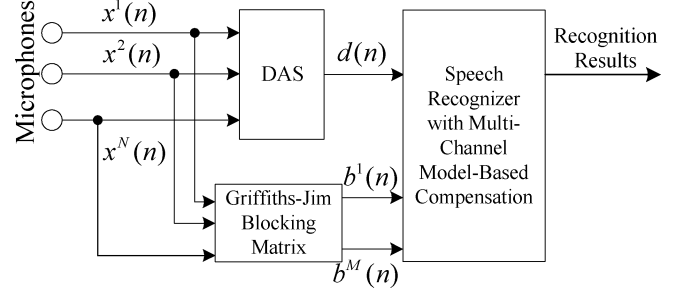 Microphones
x¹(n)
x²(n)
xᴺ(n)
DAS
d(n)
Griffiths-Jim
Blocking
Matrix
b¹(n)
bᴹ(n)
Speech
Recognizer
with Multi-
Channel
Model-Based
Compensation
Recognition
Results